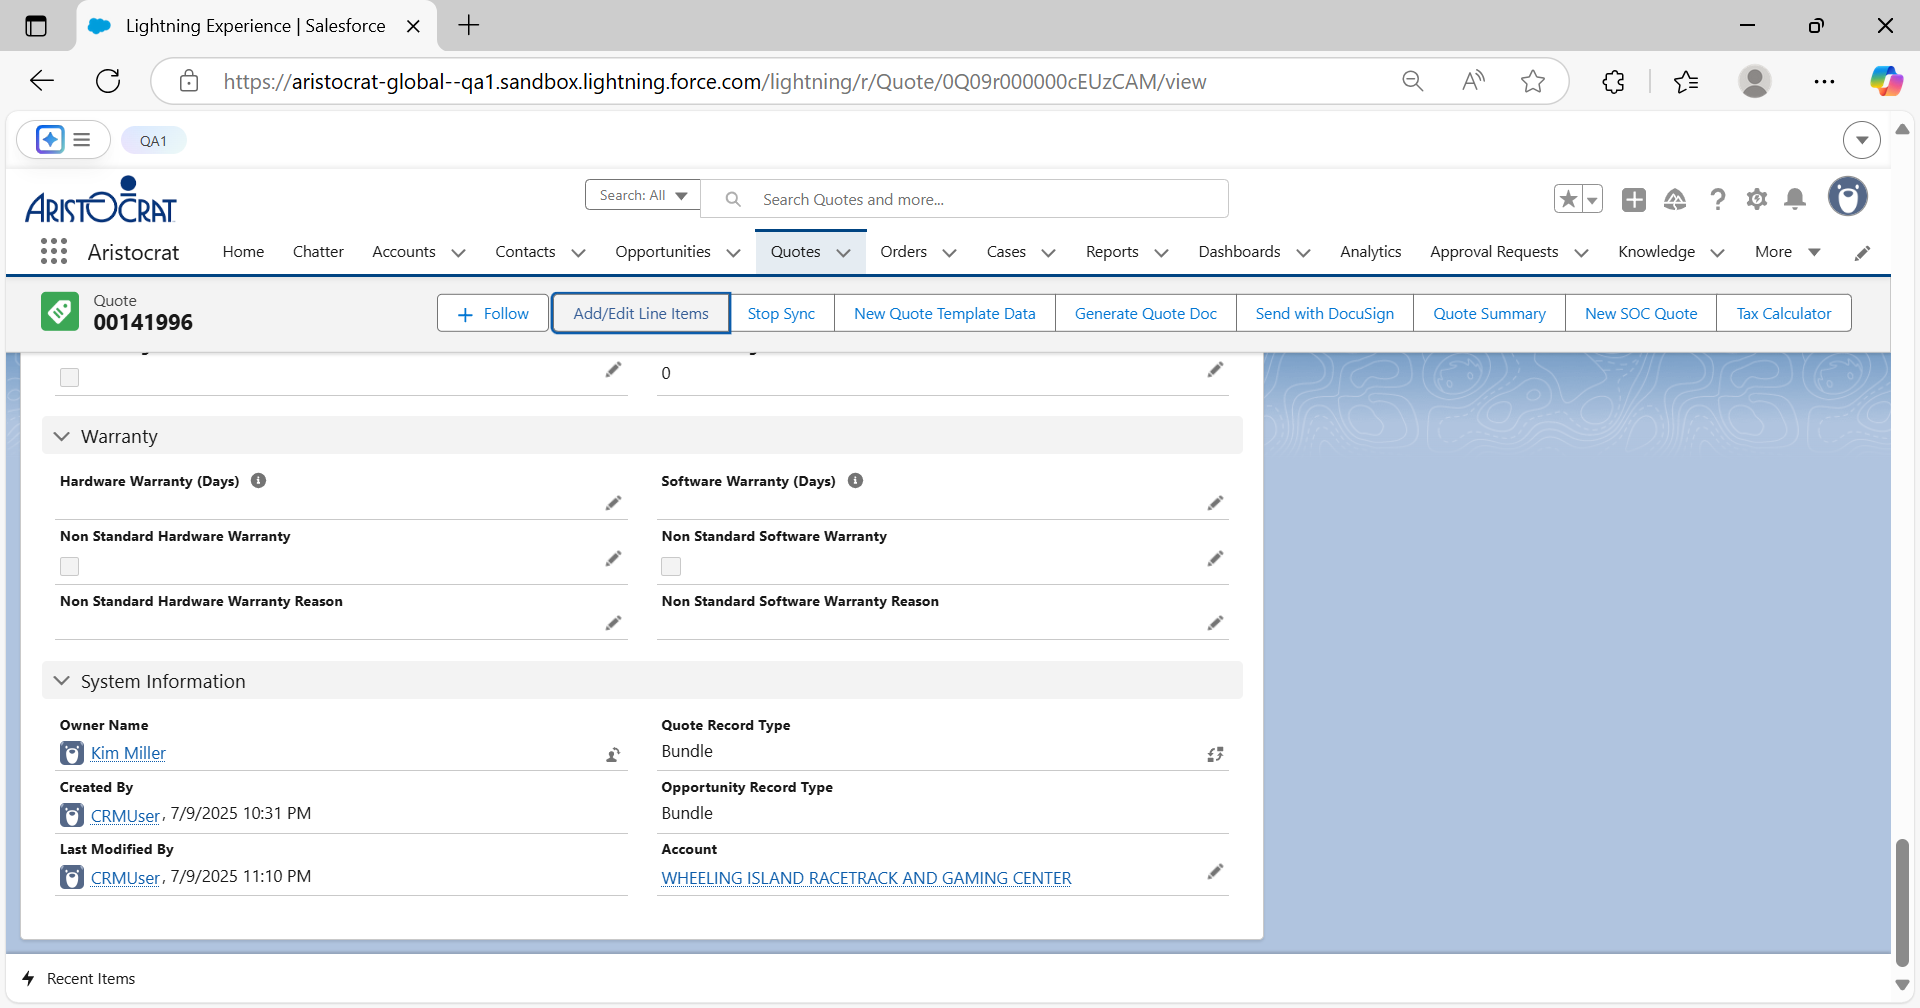 Lightning Experience | Salesforce
https://aristocrat-global--qa1.sandbox.lightning.force.com/lightning/r/Quote/0Q09r000000cEUzCAM/view
QA1
ARISTOCRAT
Search: All
Search Quotes and more...
Aristocrat
Home
Chatter
Accounts
Contacts
Opportunities
Quotes
Orders
Cases
Reports
Dashboards
Analytics
Approval Requests
Knowledge
More
Quote
00141996
Follow
Add/Edit Line Items
Stop Sync
New Quote Template Data
Generate Quote Doc
Send with DocuSign
Quote Summary
New SOC Quote
Tax Calculator
0
Warranty
Hardware Warranty (Days)
Software Warranty (Days)
Non Standard Hardware Warranty
Non Standard Software Warranty
Non Standard Hardware Warranty Reason
Non Standard Software Warranty Reason
System Information
Owner Name
Kim Miller
Quote Record Type
Bundle
Created By
CRMUser, 7/9/2025 10:31 PM
Opportunity Record Type
Bundle
Last Modified By
CRMUser, 7/9/2025 11:10 PM
Account
WHEELING ISLAND RACETRACK AND GAMING CENTER
Recent Items